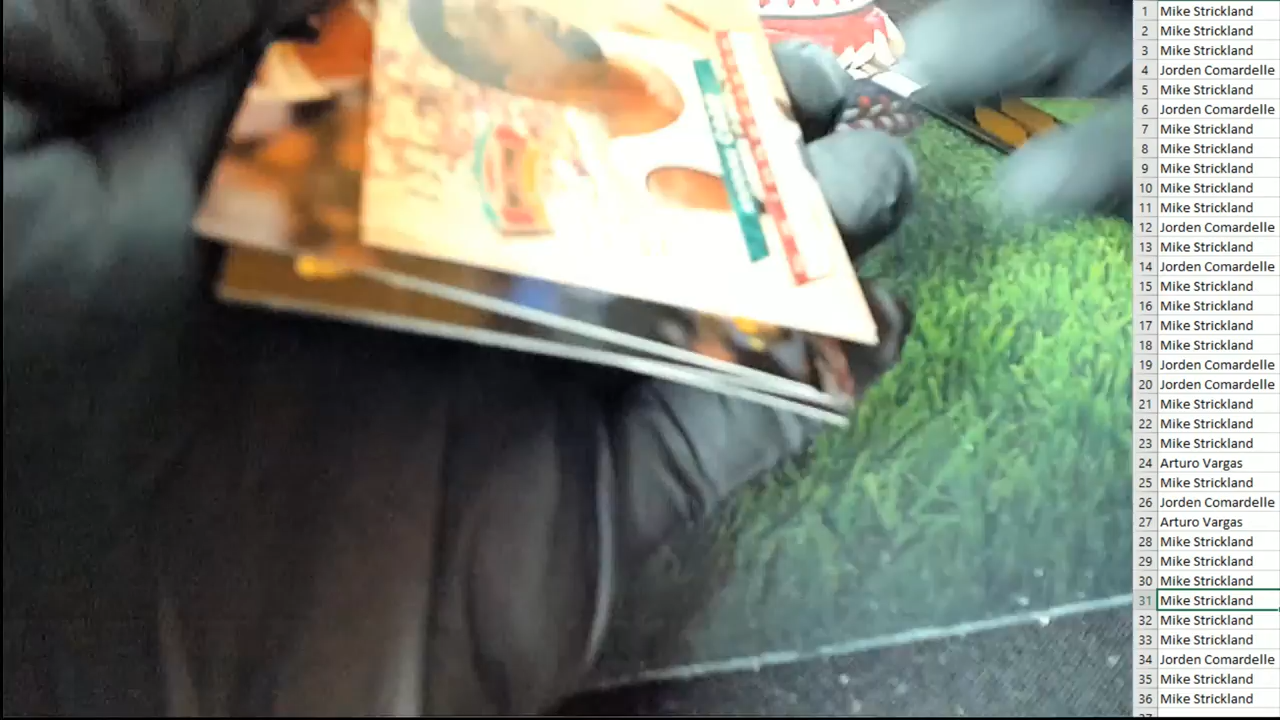 1 Mike Strickland
2 Mike Strickland
3 Mike Strickland
4 Jorden Comardelle
5 Mike Strickland
6 Jorden Comardelle
7 Mike Strickland
8 Mike Strickland
9 Mike Strickland
10 Mike Strickland
11 Mike Strickland
12 Jorden Comardelle
13 Mike Strickland
14 Jorden Comardelle
15 Mike Strickland
16 Mike Strickland
17 Mike Strickland
18 Mike Strickland
19 Jorden Comardelle
20 Jorden Comardelle
21 Mike Strickland
22 Mike Strickland
23 Mike Strickland
24 Arturo Vargas
25 Mike Strickland
26 Jorden Comardelle
27 Arturo Vargas
28 Mike Strickland
29 Mike Strickland
30 Mike Strickland
31 Mike Strickland
32 Mike Strickland
33 Mike Strickland
34 Jorden Comardelle
35 Mike Strickland
36 Mike Strickland